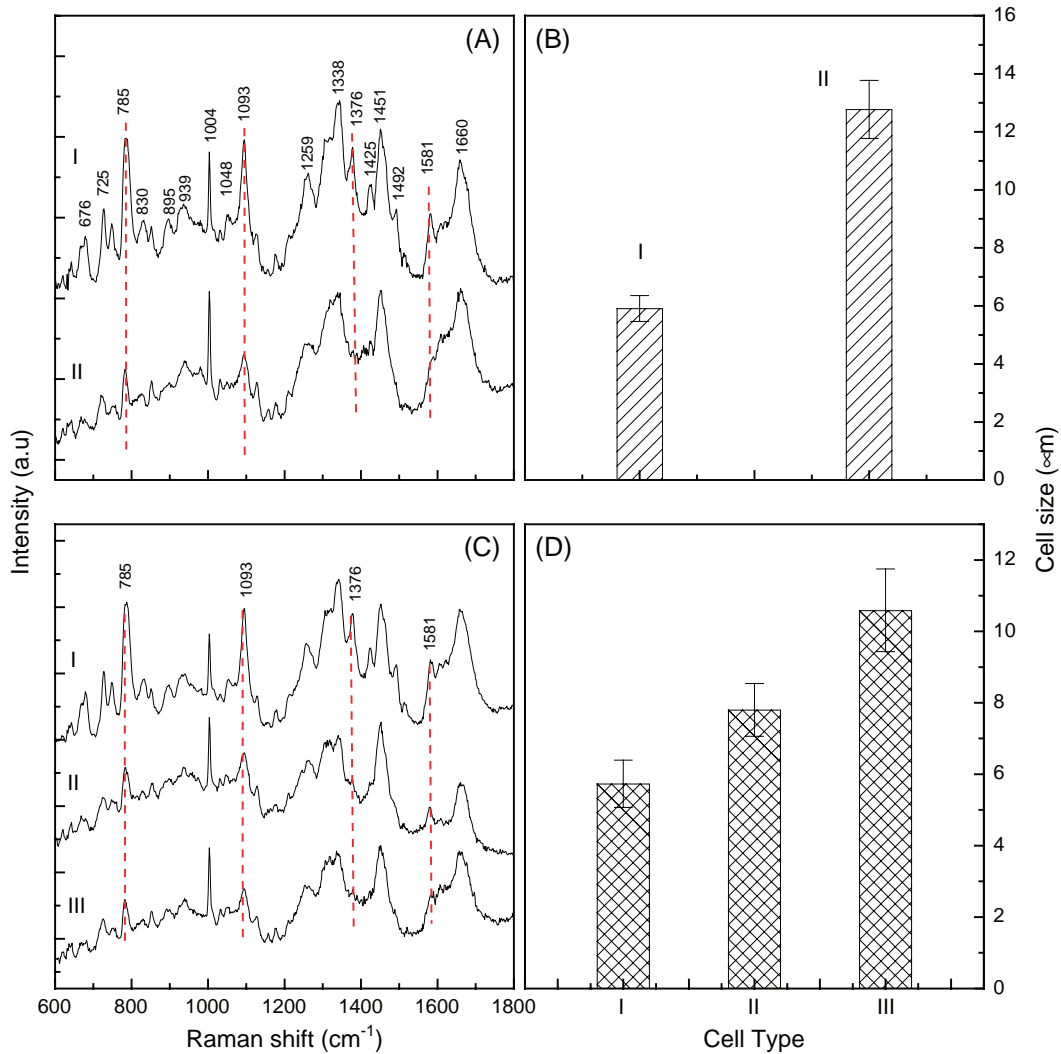 (A)
(B)
16
14
12
10
8
6
4
2
0
I
II
676
725
785
830
895
939
1004
1048
1093
1259
1338
1376
1425
1451
1492
1581
1660
I
II
Intensity (a.u)
Cell size (∝m)
(C)
(D)
785
1093
1376
1581
I
II
III
12
10
8
6
4
2
0
600 800 1000 1200 1400 1600 1800
I II III
Raman shift (cm⁻¹)
Cell Type